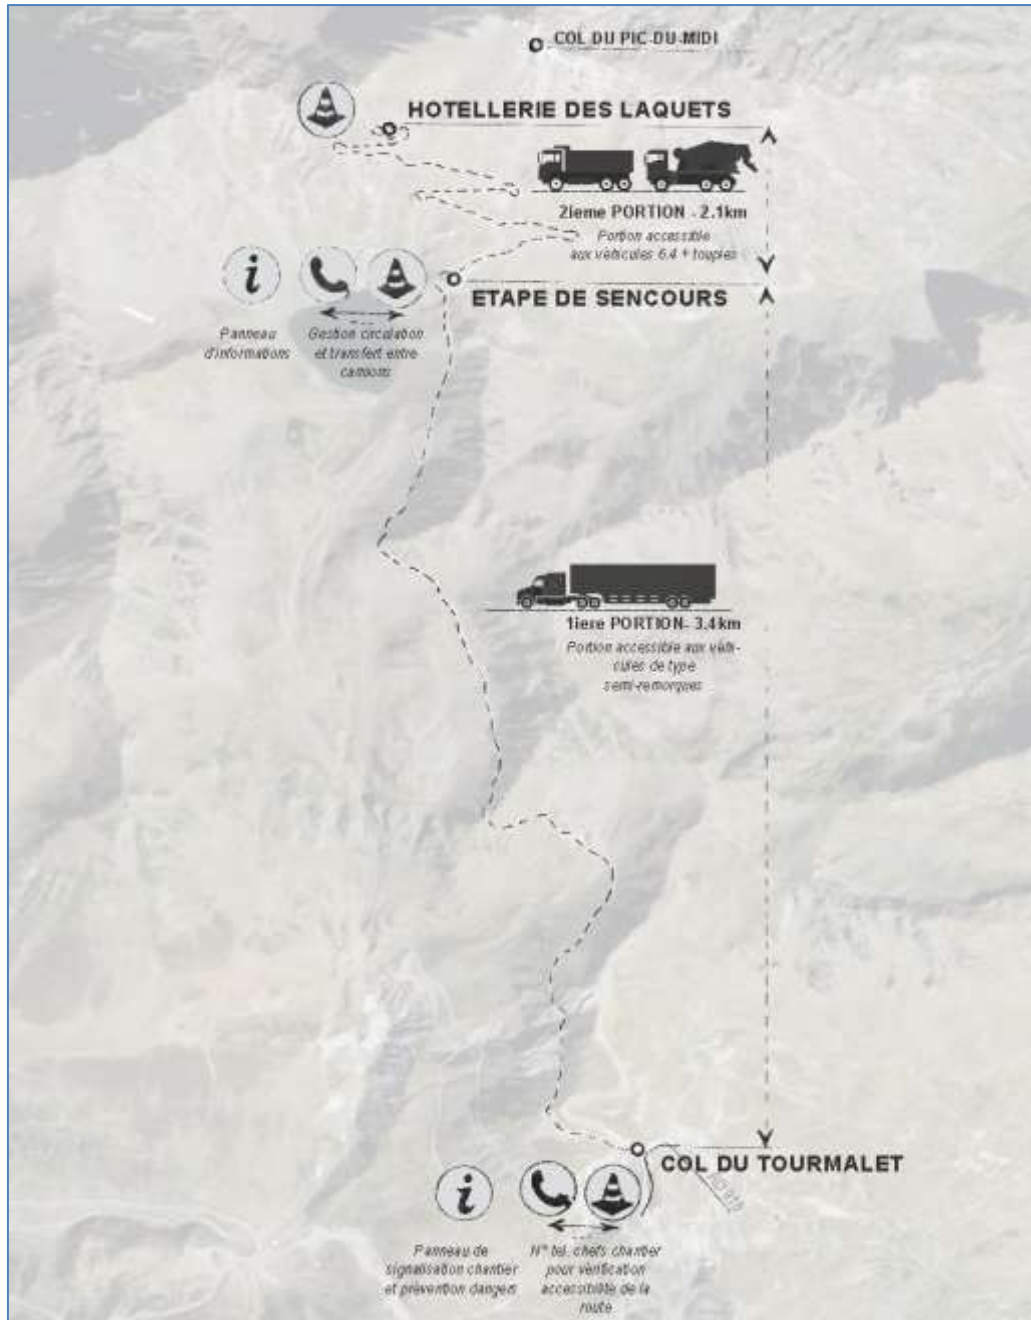 COL DU PIC-DU-MIDI
HOTELLERIE DES LAQUETS
2ieme PORTION - 2.1km
Portion accessible
aux véhicules 6.4 + toupies
ETAPE DE SENCOURS
Panneau
d'informations
Gestion circulation
et transfert entre
camions
1iere PORTION- 3.4km
Portion accessible aux véhi-
cules de type
semi-remorques
COL DU TOURMALET
Panneau de
signalisation chantier
et prévention dangers
N° tel. chefs chantier
pour vérification
accessibilité de la
route